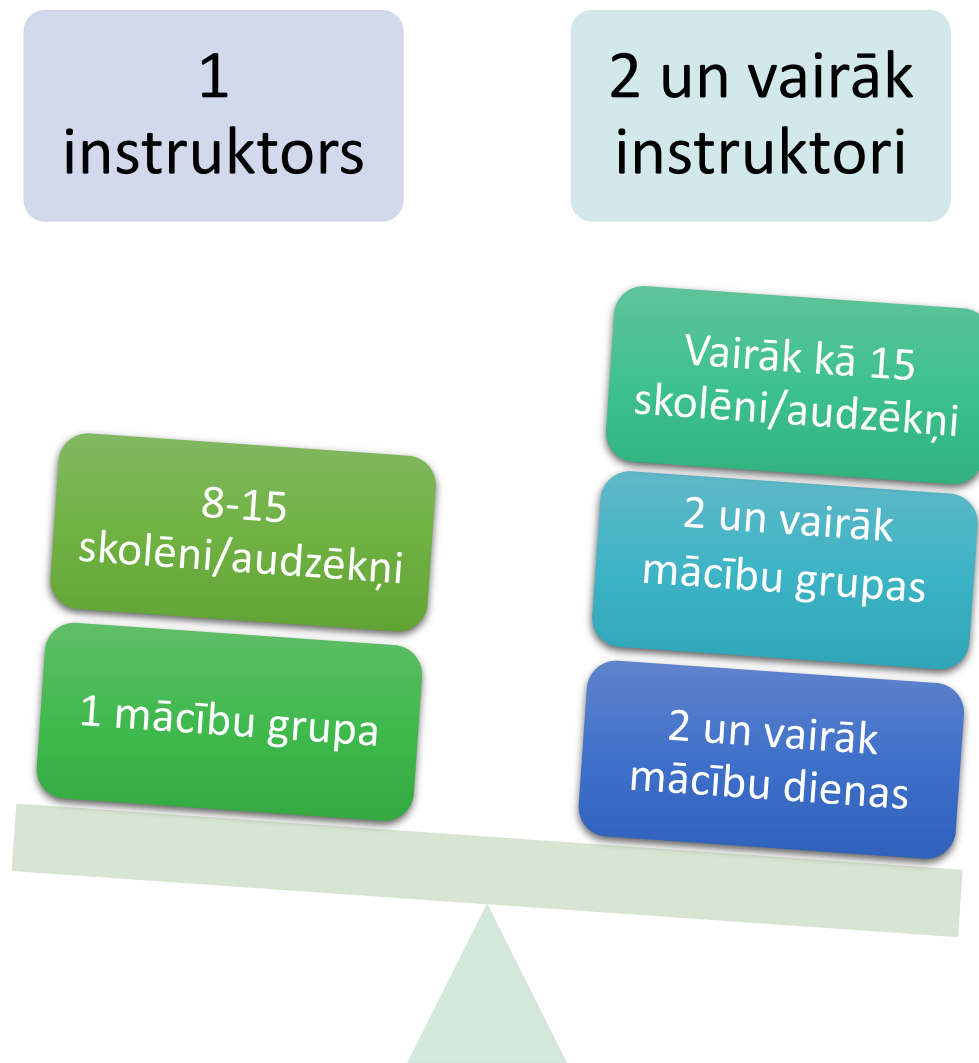 1
instruktors
2 un vairāk
instruktori
8-15
skolēni/audzēkņi
1 mācību grupa
Vairāk kā 15
skolēni/audzēkņi
2 un vairāk
mācību grupas
2 un vairāk
mācību dienas